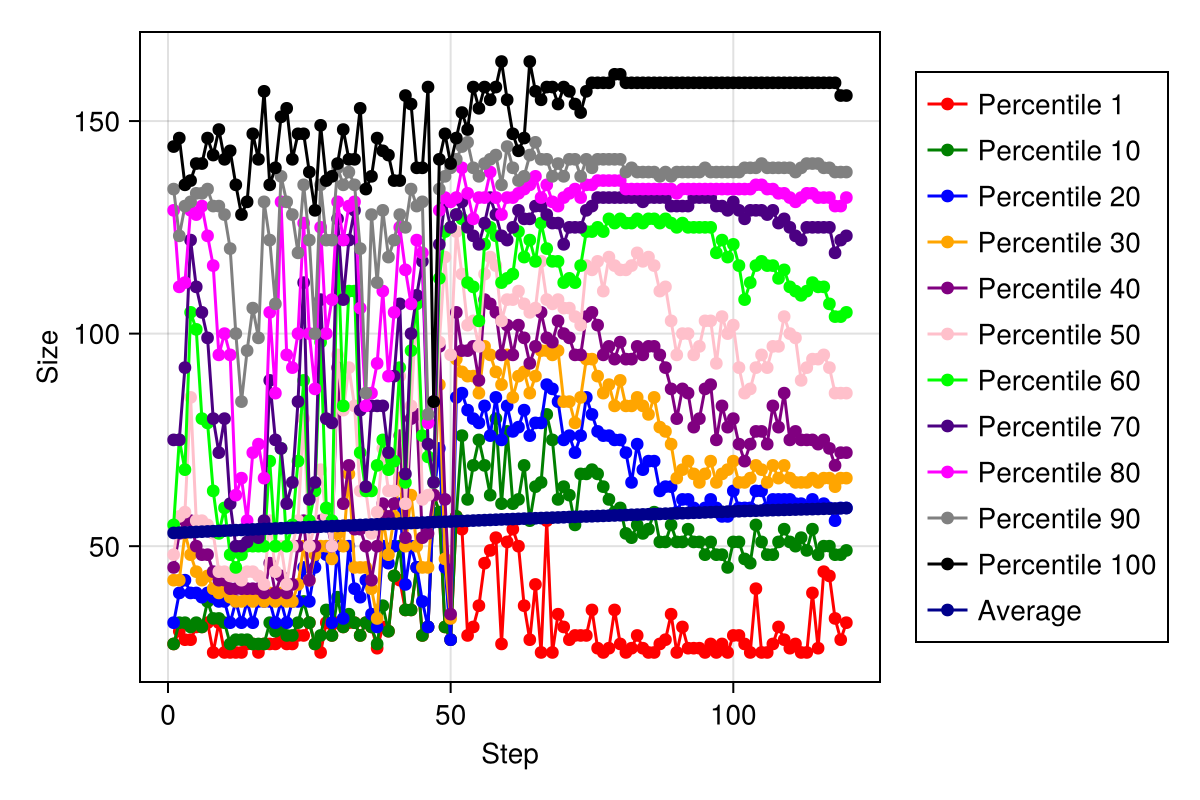 150
100
50
0
50
100
Size
Step
Percentile 1
Percentile 10
Percentile 20
Percentile 30
Percentile 40
Percentile 50
Percentile 60
Percentile 70
Percentile 80
Percentile 90
Percentile 100
Average